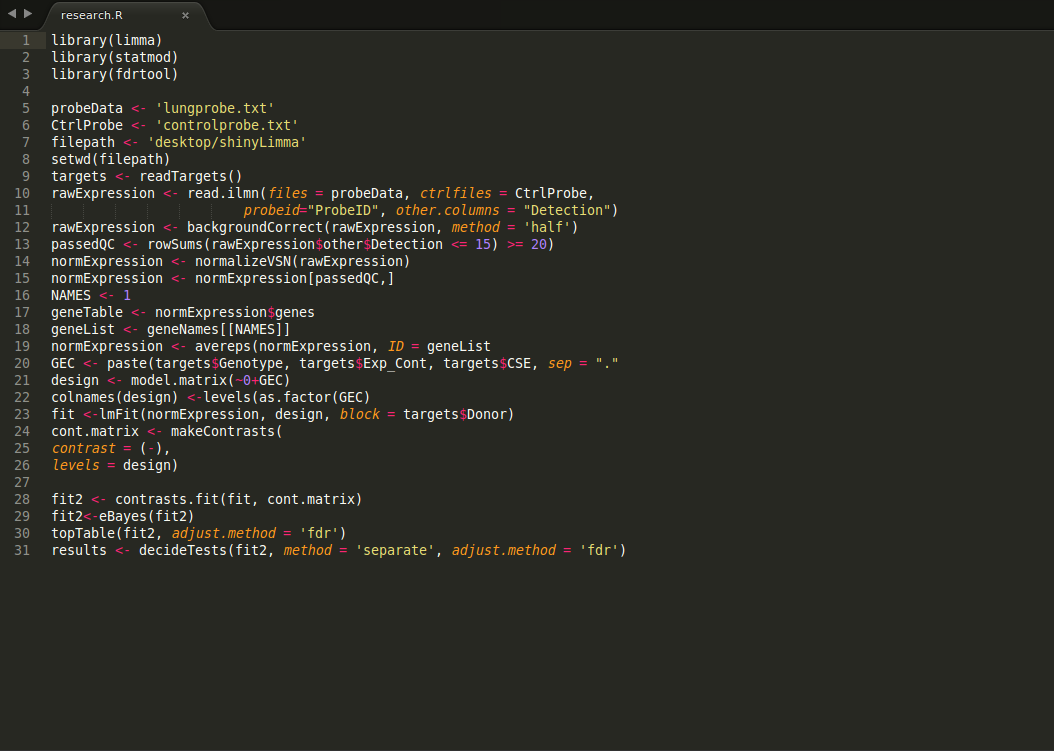 research.R ×
1 library(limma)
2 library(statmod)
3 library(fdrtool)
4
5 probeData <- 'lungprobe.txt'
6 CtrlProbe <- 'controlprobe.txt'
7 filepath <- 'desktop/shinyLimma'
8 setwd(filepath)
9 targets <- readTargets()
10 rawExpression <- read.ilmn(files = probeData, ctrlfiles = CtrlProbe,
11                         probeid="ProbeID", other.columns = "Detection")
12 rawExpression <- backgroundCorrect(rawExpression, method = 'half')
13 passedQC <- rowSums(rawExpression$other$Detection <= 15) >= 20)
14 normExpression <- normalizeVSN(rawExpression)
15 normExpression <- normExpression[passedQC,]
16 NAMES <- 1
17 geneTable <- normExpression$genes
18 geneList <- geneNames[[NAMES]]
19 normExpression <- avereps(normExpression, ID = geneList
20 GEC <- paste(targets$Genotype, targets$Exp_Cont, targets$CSE, sep = "."
21 design <- model.matrix(~0+GEC)
22 colnames(design) <-levels(as.factor(GEC)
23 fit <-lmFit(normExpression, design, block = targets$Donor)
24 cont.matrix <- makeContrasts(
25 contrast = (-),
26 levels = design)
27
28 fit2 <- contrasts.fit(fit, cont.matrix)
29 fit2<-eBayes(fit2)
30 topTable(fit2, adjust.method = 'fdr')
31 results <- decideTests(fit2, method = 'separate', adjust.method = 'fdr')